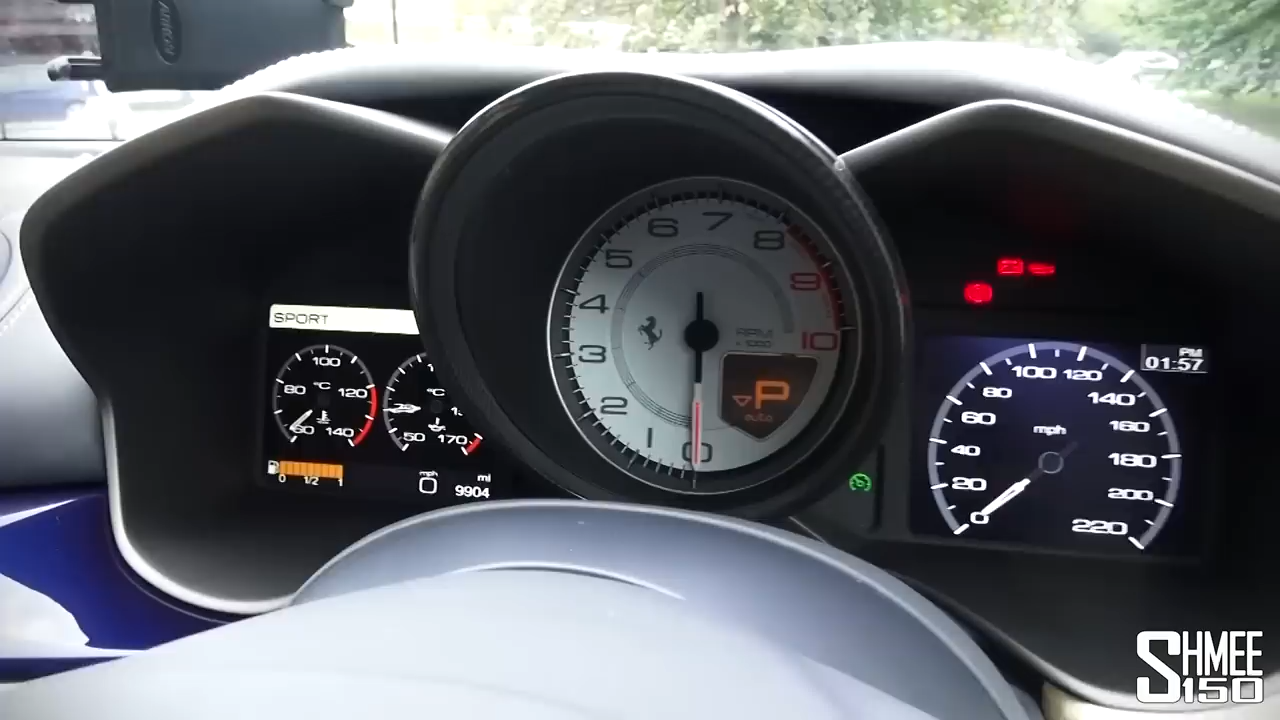 SPORT
100
80 °C 120
60 140
°C
50 170
0 1/2 1
mph
0
mi
9904
0 1 2 3 4 5 6 7 8 9 10
RPM
x 1000
P
auto
PM
01:57
0 20 40 60 80 100 120 140 160 180 200 220
mph
SHMEE
150